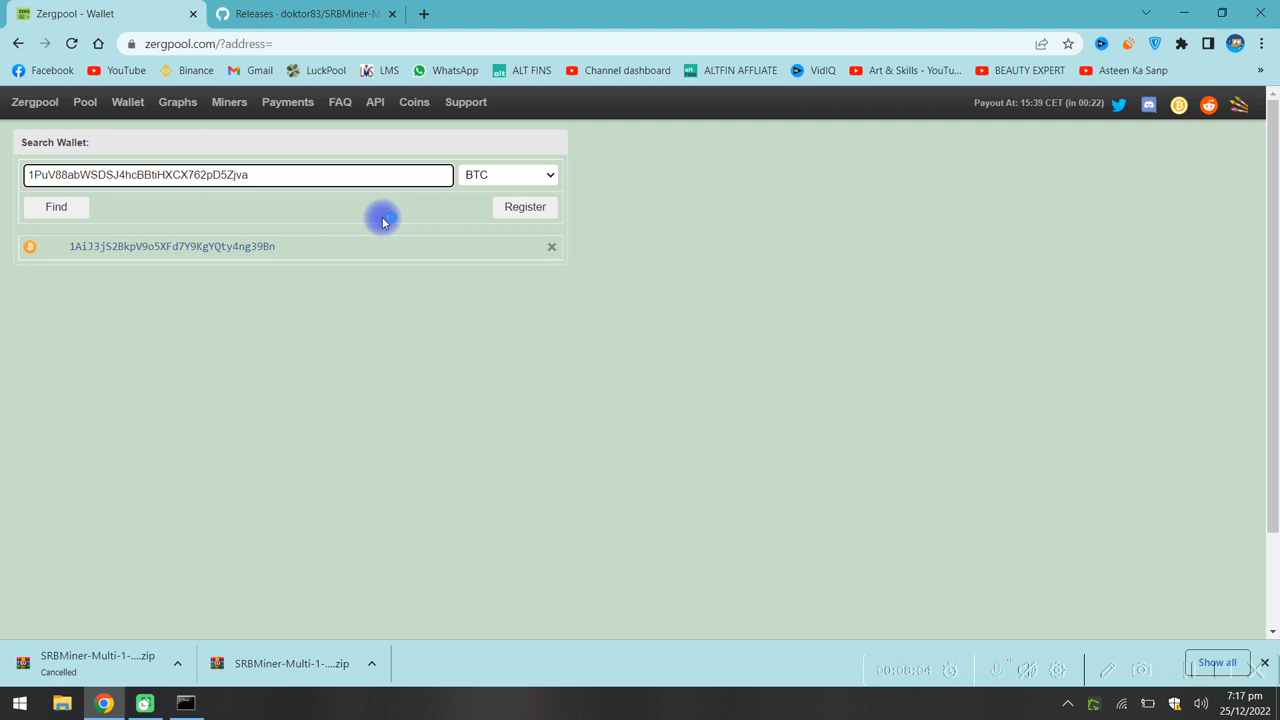 Zergpool - Wallet
Releases - doktor83/SRBMiner-M
zergpool.com/?address=
Facebook YouTube Binance Gmail LuckPool LMS WhatsApp ALT FINS Channel dashboard ALTFIN AFFLIATE VidIQ Art & Skills - YouTu... BEAUTY EXPERT Asteen Ka Sanp »
Zergpool Pool Wallet Graphs Miners Payments FAQ API Coins Support Payout At: 15:39 CET (in 00:22)
Search Wallet:
1PuV88abWSDSJ4hcBBtiHXCX762pD5Zjva BTC
Find Register
1AiJ3jS2BkpV9o5XFd7Y9KgYQty4ng39Bn
SRBMiner-Multi-1-....zip
Cancelled
SRBMiner-Multi-1-....zip
00:08:04
Show all
7:17 pm
25/12/2022